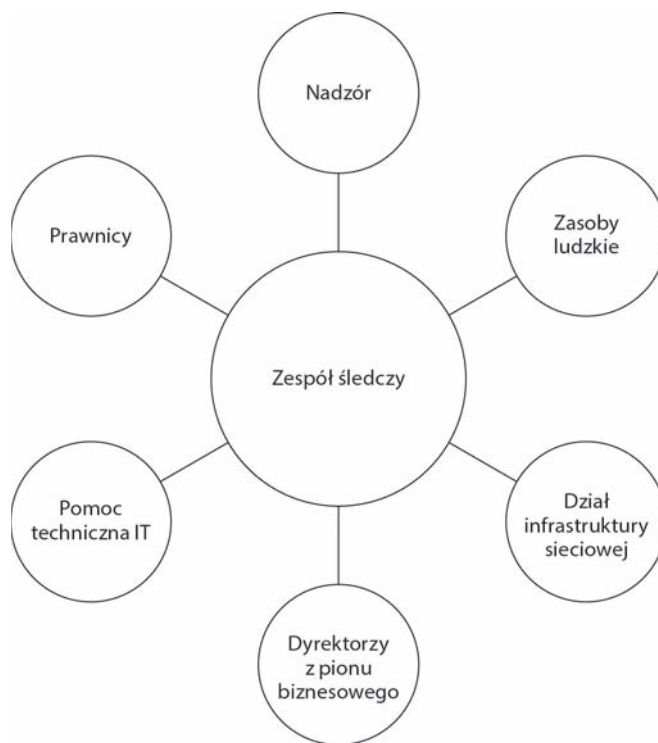 Nadzór
Prawnicy
Zasoby
ludzkie
Zespół śledczy
Pomoc
techniczna IT
Dział
infrastruktury
sieciowej
Dyrektorzy
z pionu
biznesowego